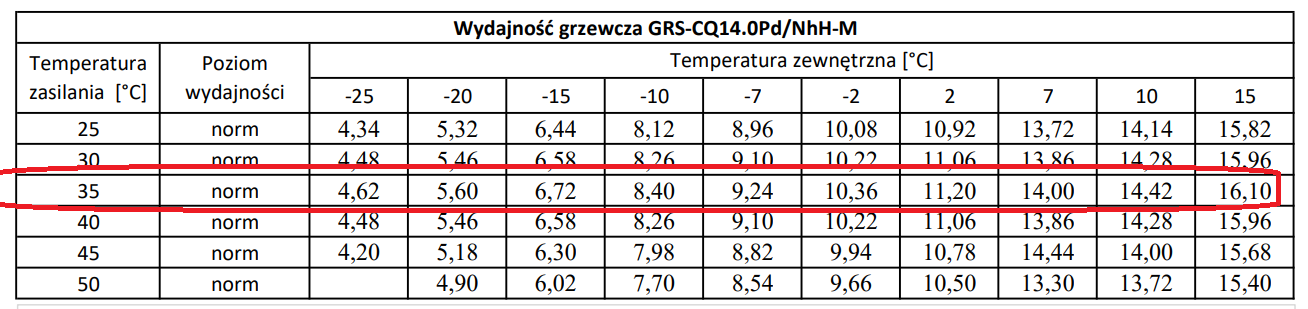 Wydajność grzewcza GRS-CQ14.0Pd/NhH-M
Temperatura zasilania [°C] Poziom wydajności Temperatura zewnętrzna [°C]
-25 -20 -15 -10 -7 -2 2 7 10 15
25 norm 4,34 5,32 6,44 8,12 8,96 10,08 10,92 13,72 14,14 15,82
30 norm 4,48 5,46 6,58 8,26 9,10 10,22 11,06 13,86 14,28 15,96
35 norm 4,62 5,60 6,72 8,40 9,24 10,36 11,20 14,00 14,42 16,10
40 norm 4,48 5,46 6,58 8,26 9,10 10,22 11,06 13,86 14,28 15,96
45 norm 4,20 5,18 6,30 7,98 8,82 9,94 10,78 14,44 14,00 15,68
50 norm 4,90 6,02 7,70 8,54 9,66 10,50 13,30 13,72 15,40